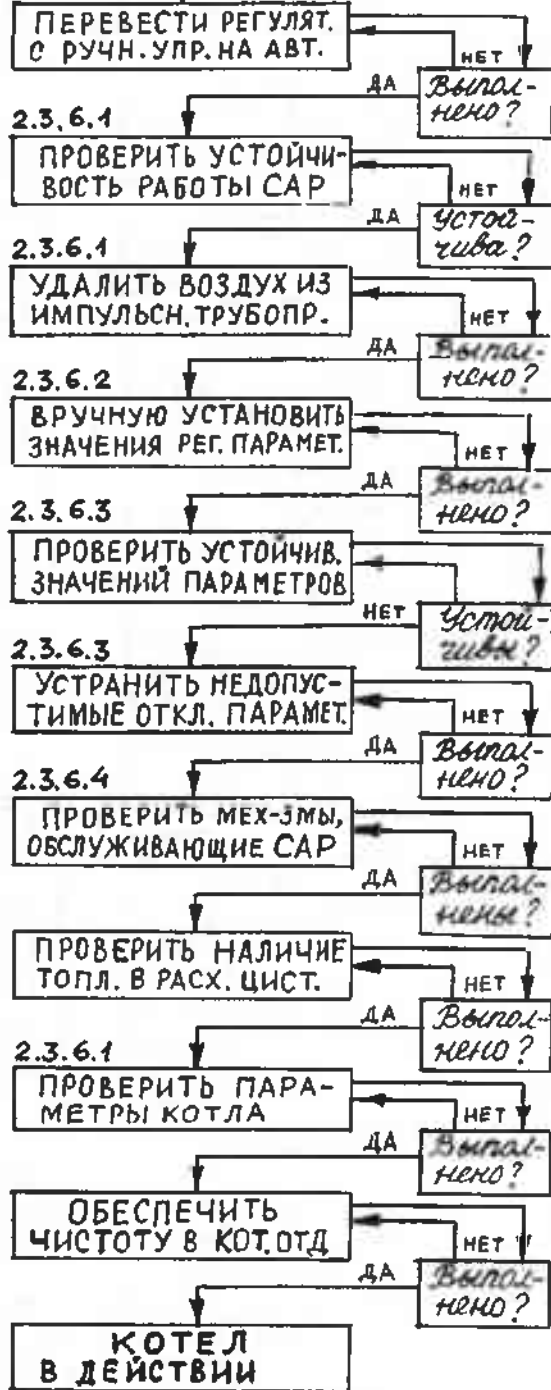 ПЕРЕВЕСТИ РЕГУЛЯТ.
С РУЧН. УПР. НА АВТ.
НЕТ
ДА
Выпол-
нено?
2.3.6.1
ПРОВЕРИТЬ УСТОЙЧИ-
ВОСТЬ РАБОТЫ САР
НЕТ
ДА
Устой-
чива?
2.3.6.1
УДАЛИТЬ ВОЗДУХ ИЗ
ИМПУЛЬСН. ТРУБОПР.
НЕТ
ДА
Выпол-
нено?
2.3.6.2
ВРУЧНУЮ УСТАНОВИТЬ
ЗНАЧЕНИЯ РЕГ. ПАРАМЕТ.
НЕТ
ДА
Выпол-
нено?
2.3.6.3
ПРОВЕРИТЬ УСТОЙЧИВ.
ЗНАЧЕНИЙ ПАРАМЕТРОВ
НЕТ
Устой-
чивы?
2.3.6.3
УСТРАНИТЬ НЕДОПУС-
ТИМЫЕ ОТКЛ. ПАРАМЕТ.
НЕТ
ДА
Выпол-
нено?
2.3.6.4
ПРОВЕРИТЬ МЕХ-ЗМЫ,
ОБСЛУЖИВАЮЩИЕ САР
НЕТ
ДА
Выпол-
нены?
ПРОВЕРИТЬ НАЛИЧИЕ
ТОПЛ. В РАСХ. ЦИСТ.
НЕТ
ДА
Выпол-
нено?
2.3.6.1
ПРОВЕРИТЬ ПАРА-
МЕТРЫ КОТЛА
НЕТ
ДА
Выпол-
нено?
ОБЕСПЕЧИТЬ
ЧИСТОТУ В КОТ. ОТД
НЕТ
ДА
Выпол-
нено?
КОТЕЛ
В ДЕЙСТВИИ